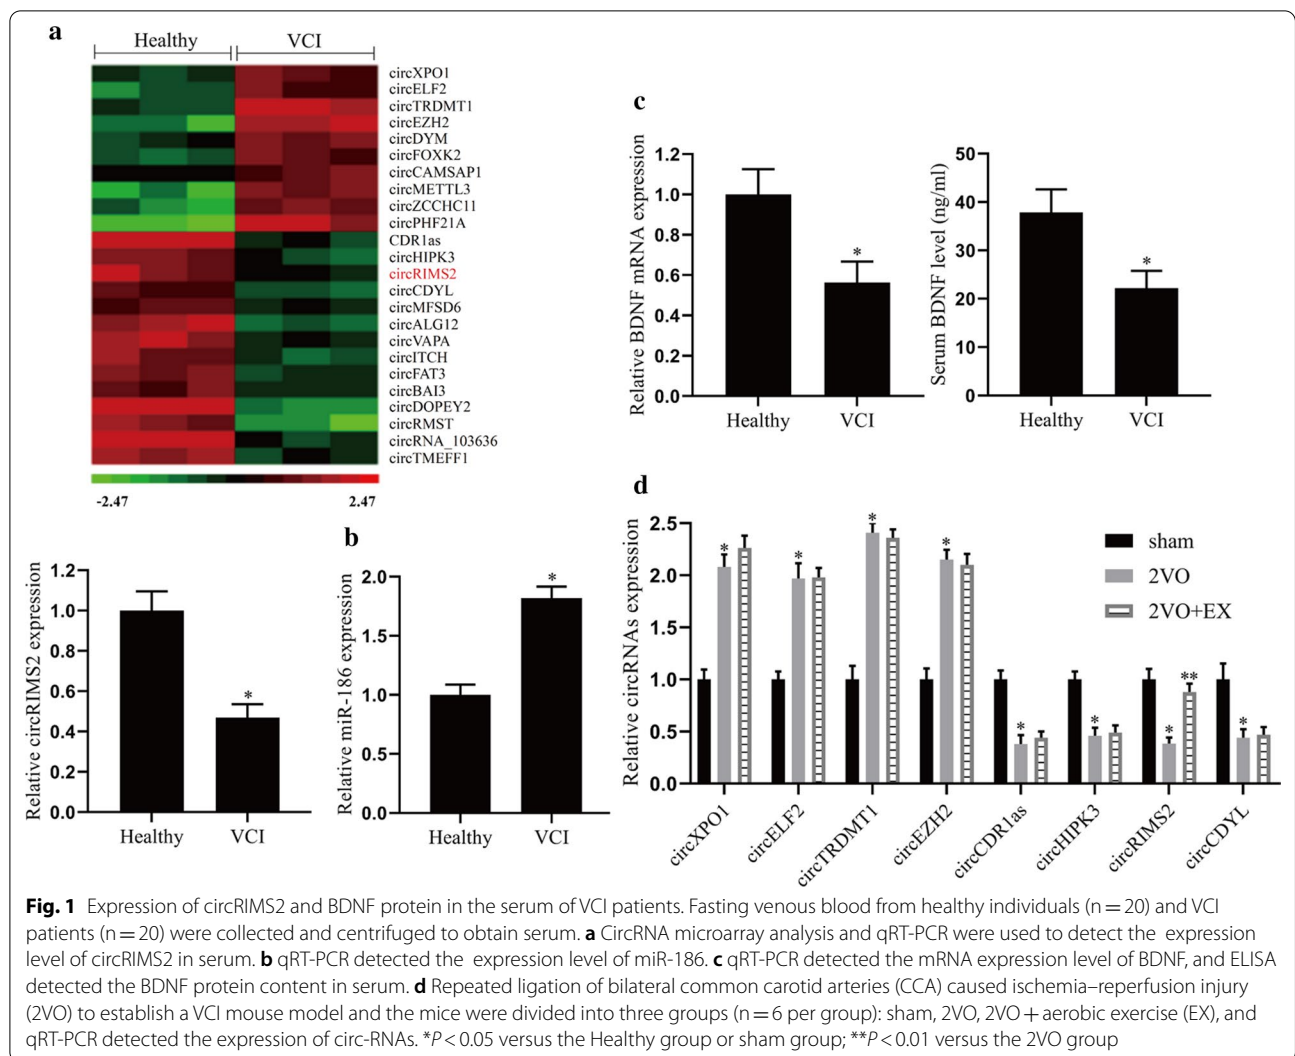 a
Healthy VCI
circXPO1
circELF2
circTRDMT1
circEZH2
circDYM
circFOXK2
circCAMSAP1
circMETTL3
circZCCHC11
circPHF21A
CDR1as
circHIPK3
circRIMS2
circCDYL
circMFSD6
circALG12
circVAPA
circITCH
circFAT3
circBAI3
circDOPEY2
circRMST
circRNA_103636
circTMEFF1
-2.47 2.47
Relative circRIMS2 expression
1.2
1.0
0.8
0.6
0.4
0.2
0.0
*
Healthy VCI
b
Relative miR-186 expression
2.0
1.5
1.0
0.5
0.0
*
Healthy VCI
c
Relative BDNF mRNA expression
1.2
1.0
0.8
0.6
0.4
0.2
0.0
*
Healthy VCI
Serum BDNF level (ng/ml)
50
40
30
20
10
0
*
Healthy VCI
d
Relative circRNAs expression
2.5
2.0
1.5
1.0
0.5
0.0
* * * * * * * ** *
sham
2VO
2VO+EX
circXPO1 circELF2 circTRDMT1 circEZH2 circCDR1as circHIPK3 circRIMS2 circCDYL
Fig. 1 Expression of circRIMS2 and BDNF protein in the serum of VCI patients. Fasting venous blood from healthy individuals (n = 20) and VCI
patients (n = 20) were collected and centrifuged to obtain serum. a CircRNA microarray analysis and qRT-PCR were used to detect the expression
level of circRIMS2 in serum. b qRT-PCR detected the expression level of miR-186. c qRT-PCR detected the mRNA expression level of BDNF, and ELISA
detected the BDNF protein content in serum. d Repeated ligation of bilateral common carotid arteries (CCA) caused ischemia–reperfusion injury
(2VO) to establish a VCI mouse model and the mice were divided into three groups (n = 6 per group): sham, 2VO, 2VO + aerobic exercise (EX), and
qRT-PCR detected the expression of circ-RNAs. *P < 0.05 versus the Healthy group or sham group; **P < 0.01 versus the 2VO group